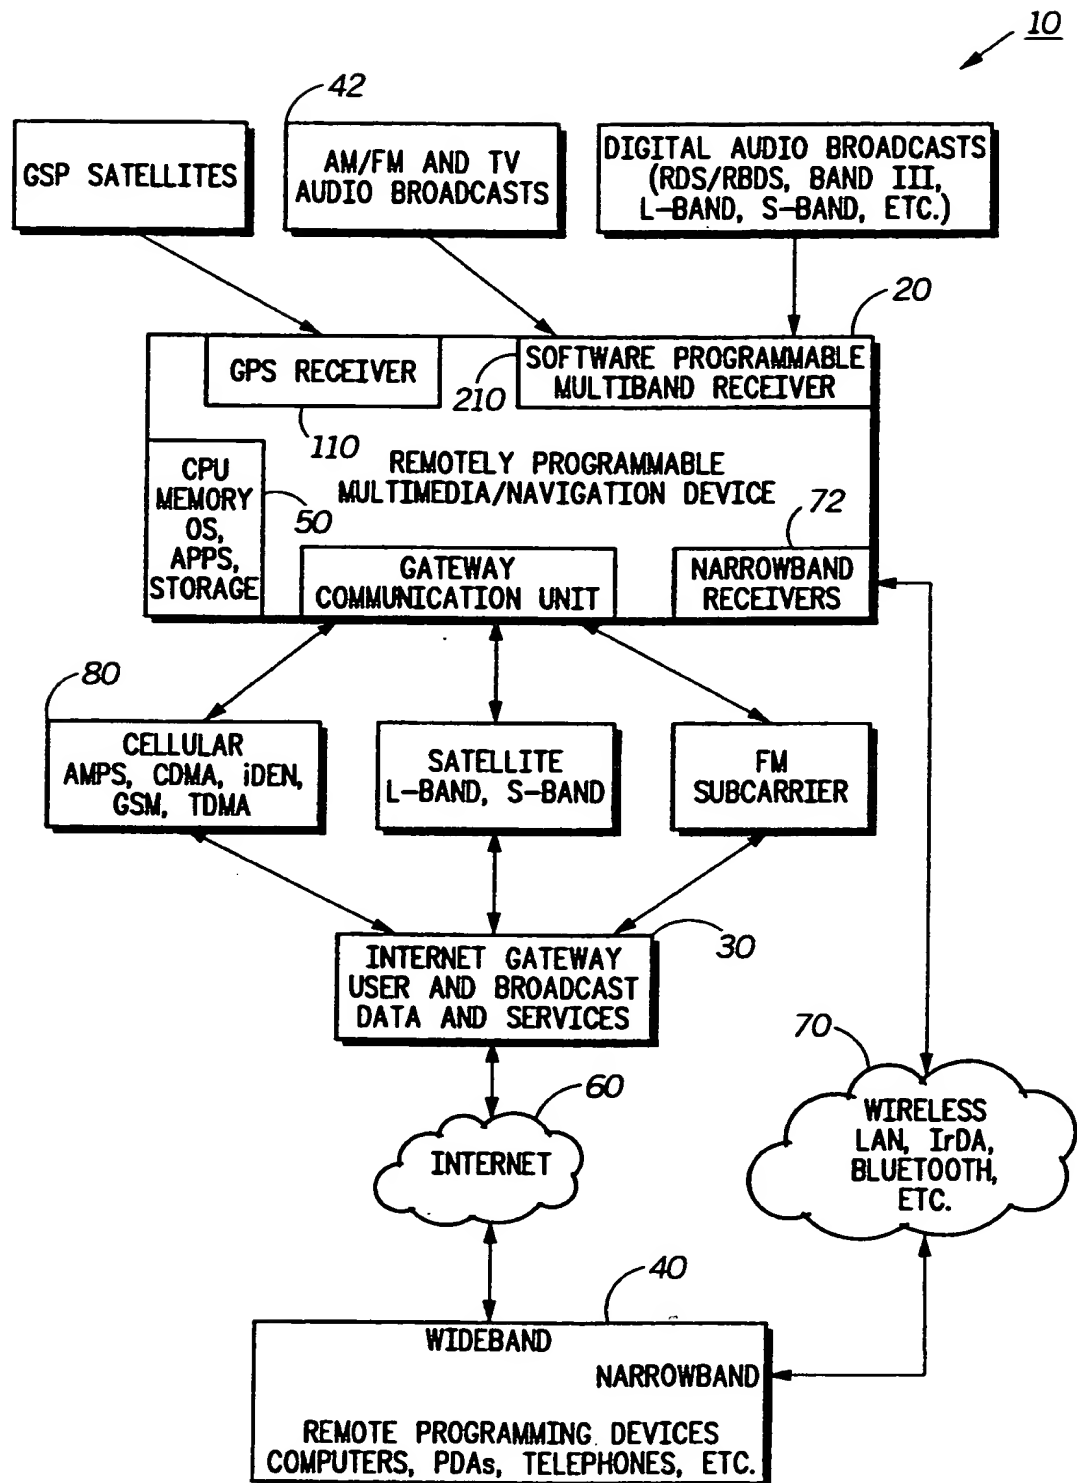 10
42
GSP SATELLITES
AM/FM AND TV
AUDIO BROADCASTS
DIGITAL AUDIO BROADCASTS
(RDS/RBDS, BAND III,
L-BAND, S-BAND, ETC.)
20
GPS RECEIVER
210
SOFTWARE PROGRAMMABLE
MULTIBAND RECEIVER
110
REMOTELY PROGRAMMABLE
MULTIMEDIA/NAVIGATION DEVICE
CPU
MEMORY
OS,
APPS,
STORAGE
50
72
GATEWAY
COMMUNICATION UNIT
NARROWBAND
RECEIVERS
80
CELLULAR
AMPS, CDMA, iDEN,
GSM, TDMA
SATELLITE
L-BAND, S-BAND
FM
SUBCARRIER
30
INTERNET GATEWAY
USER AND BROADCAST
DATA AND SERVICES
70
60
INTERNET
WIRELESS
LAN, IrDA,
BLUETOOTH,
ETC.
40
WIDEBAND
NARROWBAND
REMOTE PROGRAMMING DEVICES
COMPUTERS, PDAs, TELEPHONES, ETC.